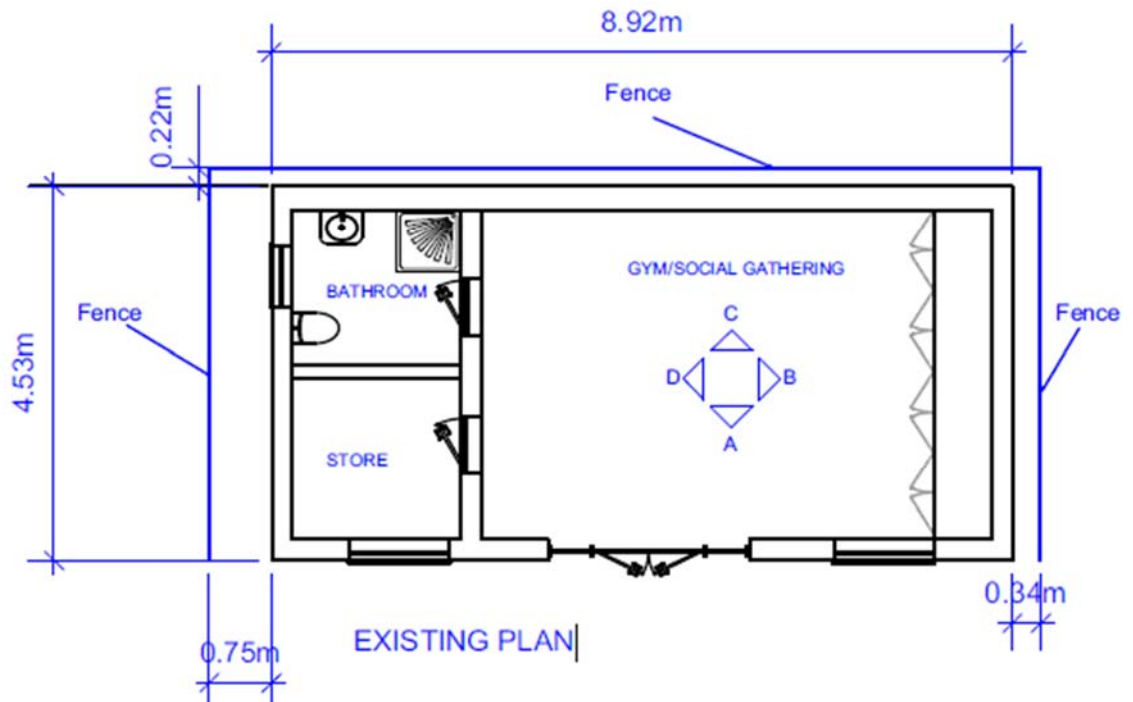 8.92m
Fence
0.22m
GYM/SOCIAL GATHERING
BATHROOM
C
Fence
Fence
D
B
4.53m
A
STORE
0.34m
EXISTING PLAN
0.75m